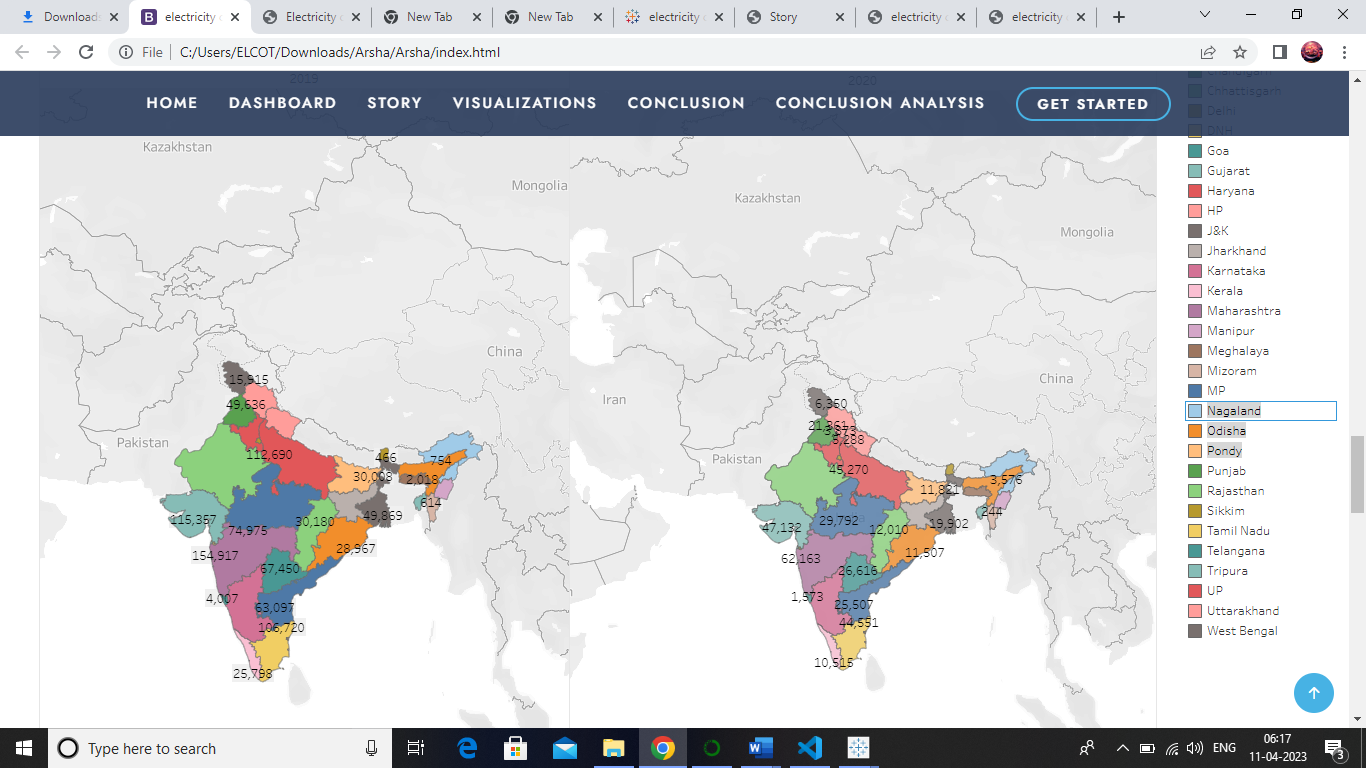 Downloads
electricity
Electricity
New Tab
New Tab
electricity
Story
electricity
electricity
File C:/Users/ELCOT/Downloads/Arsha/Arsha/index.html
2019
2020
HOME DASHBOARD STORY VISUALIZATIONS CONCLUSION CONCLUSION ANALYSIS GET STARTED
Kazakhstan
Mongolia
China
Pakistan
15,915
49,636
112,690
466
754
30,008
2,018
614
115,357
74,975
30,180
49,869
28,967
154,917
67,450
4,007
63,097
106,720
25,798
Kazakhstan
Mongolia
China
Iran
Pakistan
6,350
21,361
3,373
5,288
45,270
11,821
3,576
244
47,132
29,792
12,010
19,902
11,507
62,163
26,616
1,573
25,507
44,551
10,515
Chandigarh
Chhattisgarh
Delhi
DNH
Goa
Gujarat
Haryana
HP
J&K
Jharkhand
Karnataka
Kerala
Maharashtra
Manipur
Meghalaya
Mizoram
MP
Nagaland
Odisha
Pondy
Punjab
Rajasthan
Sikkim
Tamil Nadu
Telangana
Tripura
UP
Uttarakhand
West Bengal
Type here to search
ENG
06:17
11-04-2023
3